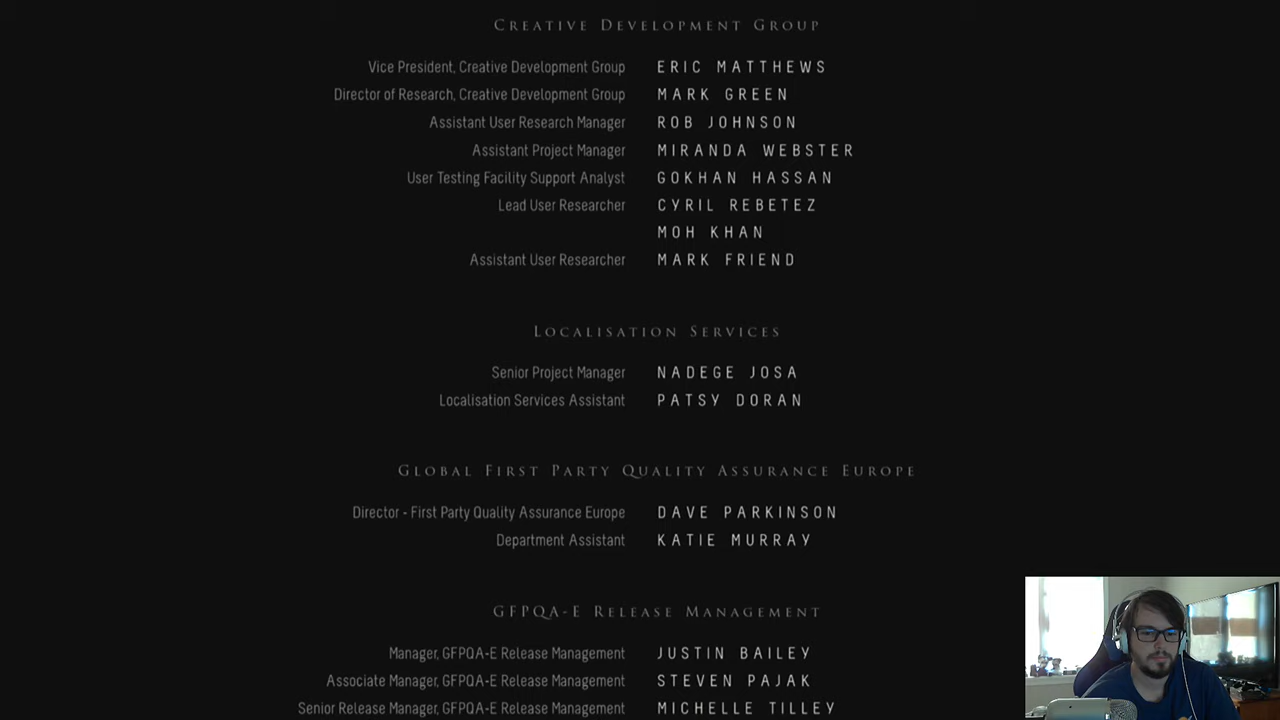 Creative Development Group
Vice President, Creative Development Group ERIC MATTHEWS
Director of Research, Creative Development Group MARK GREEN
Assistant User Research Manager ROB JOHNSON
Assistant Project Manager MIRANDA WEBSTER
User Testing Facility Support Analyst GOKHAN HASSAN
Lead User Researcher CYRIL REBETEZ
MOH KHAN
Assistant User Researcher MARK FRIEND
Localisation Services
Senior Project Manager NADEGE JOSA
Localisation Services Assistant PATSY DORAN
Global First Party Quality Assurance Europe
Director - First Party Quality Assurance Europe DAVE PARKINSON
Department Assistant KATIE MURRAY
GFPQA-E Release Management
Manager, GFPQA-E Release Management JUSTIN BAILEY
Associate Manager, GFPQA-E Release Management STEVEN PAJAK
Senior Release Manager, GFPQA-E Release Management MICHELLE TILLEY